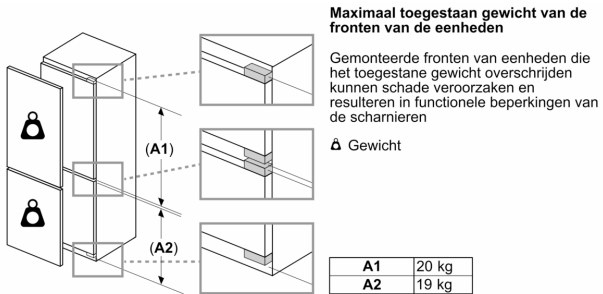 Maximaal toegestaan gewicht van de
fronten van de eenheden
Gemonteerde fronten van eenheden die
het toegestane gewicht overschrijden
kunnen schade veroorzaken en
resulteren in functionele beperkingen van
de scharnieren
Gewicht
(A1)
(A2)
A1 20 kg
A2 19 kg